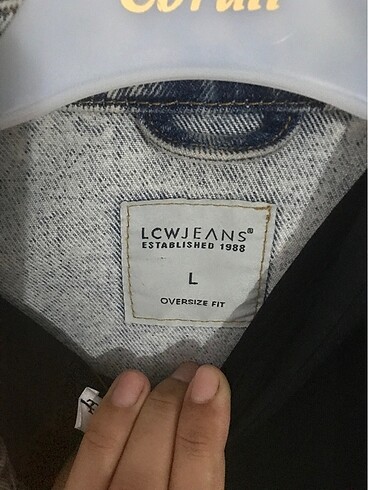 LCWJEANS®
ESTABLISHED 1988
L
OVERSIZE FIT